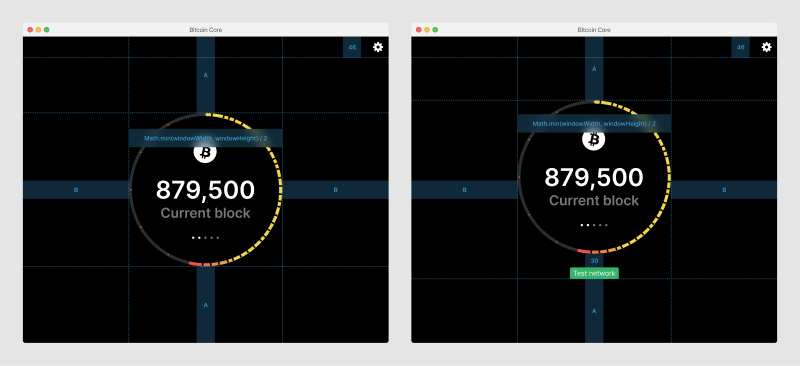 Bitcoin Core
46
A
Math.min(windowWidth, windowHeight) / 2
B
B
879,500
Current block
A
Bitcoin Core
46
A
Math.min(windowWidth, windowHeight) / 2
B
B
879,500
Current block
30
Test network
A